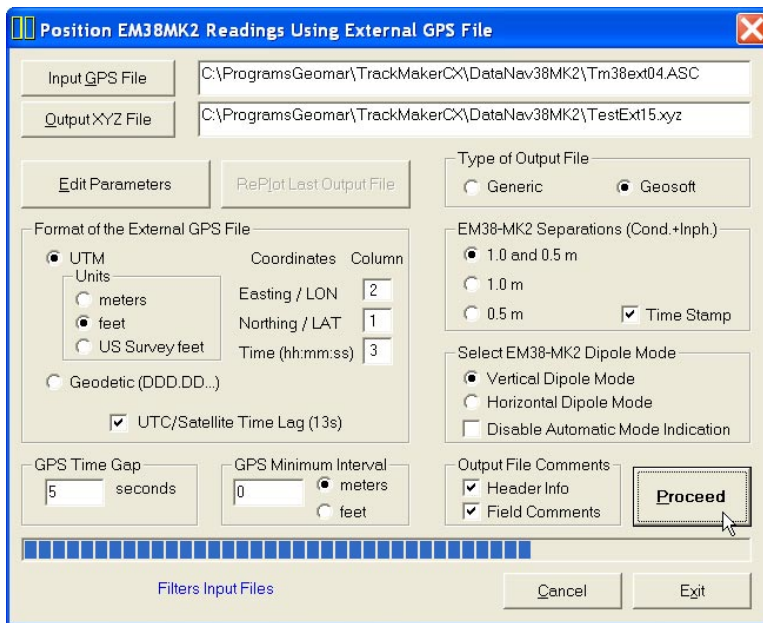 Position EM38MK2 Readings Using External GPS File
Input GPS File
C:\ProgramsGeomar\TrackMakerCX\DataNav38MK2\Tm38ext04.ASC
Output XYZ File
C:\ProgramsGeomar\TrackMakerCX\DataNav38MK2\TestExt15.xyz
Edit Parameters
RePlot Last Output File
Type of Output File
Generic
Geosoft
Format of the External GPS File
UTM
Units
meters
feet
US Survey feet
Coordinates Column
Easting / LON 2
Northing / LAT 1
Time (hh:mm:ss) 3
Geodetic (DDD.DD...)
UTC/Satellite Time Lag (13s)
EM38-MK2 Separations (Cond.+Inph.)
1.0 and 0.5 m
1.0 m
0.5 m
Time Stamp
Select EM38-MK2 Dipole Mode
Vertical Dipole Mode
Horizontal Dipole Mode
Disable Automatic Mode Indication
GPS Time Gap
5 seconds
GPS Minimum Interval
0
meters
feet
Output File Comments
Header Info
Field Comments
Proceed
Filters Input Files
Cancel
Exit